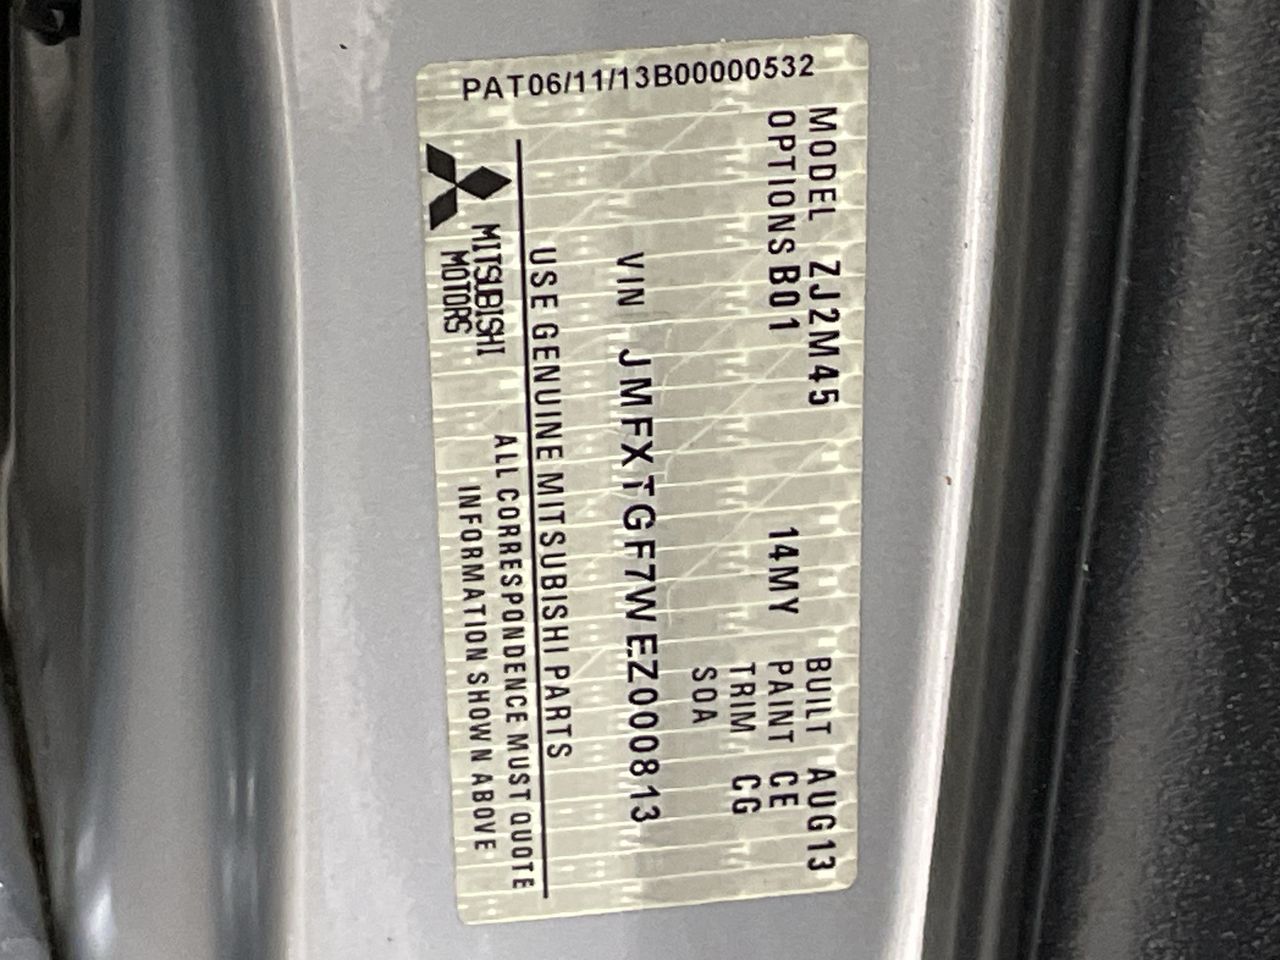 PAT06/11/13B00000532
MODEL ZJ2M45 BUILT AUG13
OPTIONS B01 14MY PAINT CE
TRIM CG
SOA
VIN JMFXTGF7WEZ000813
USE GENUINE MITSUBISHI PARTS
MITSUBISHI
MOTORS
ALL CORRESPONDENCE MUST QUOTE
INFORMATION SHOWN ABOVE